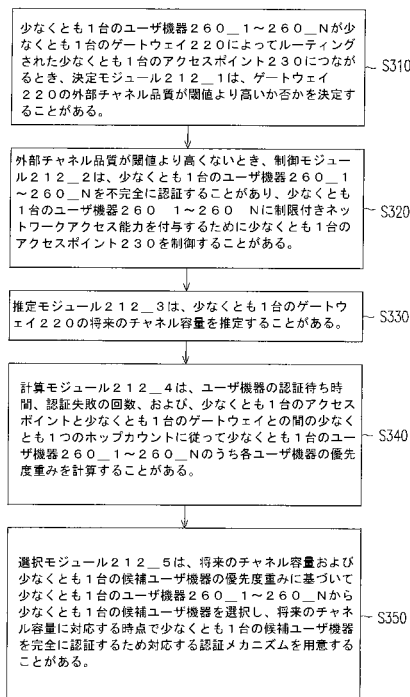 少なくとも１台のユーザ機器２６０＿１～２６０＿Ｎが少
なくとも１台のゲートウェイ２２０によってルーティング
された少なくとも１台のアクセスポイント２３０につなが
るとき、決定モジュール２１２＿１は、ゲートウェイ
２２０の外部チャネル品質が閾値より高いか否かを決定す
ることがある。
S310
外部チャネル品質が閾値より高くないとき、制御モジュー
ル２１２＿２は、少なくとも１台のユーザ機器２６０＿１
～２６０＿Ｎを不完全に認証することがあり、少なくとも
１台のユーザ機器２６０　１～２６０　Ｎに制限付きネッ
トワークアクセス能力を付与するために少なくとも１台の
アクセスポイント２３０を制御することがある。
S320
推定モジュール２１２＿３は、少なくとも１台のゲートウ
ェイ２２０の将来のチャネル容量を推定することがある。
S330
計算モジュール２１２＿４は、ユーザ機器の認証待ち時
間、認証失敗の回数、および、少なくとも１台のアクセス
ポイントと少なくとも１台のゲートウェイとの間の少なく
とも１つのホップカウントに従って少なくとも１台のユー
ザ機器２６０＿１～２６０＿Ｎのうち各ユーザ機器の優先
度重みを計算することがある。
S340
選択モジュール２１２＿５は、将来のチャネル容量および
少なくとも１台の候補ユーザ機器の優先度重みに基づいて
少なくとも１台のユーザ機器２６０＿１～２６０＿Ｎから
少なくとも１台の候補ユーザ機器を選択し、将来のチャネ
ル容量に対応する時点で少なくとも１台の候補ユーザ機器
を完全に認証するため対応する認証メカニズムを用意す
ることがある。
S350